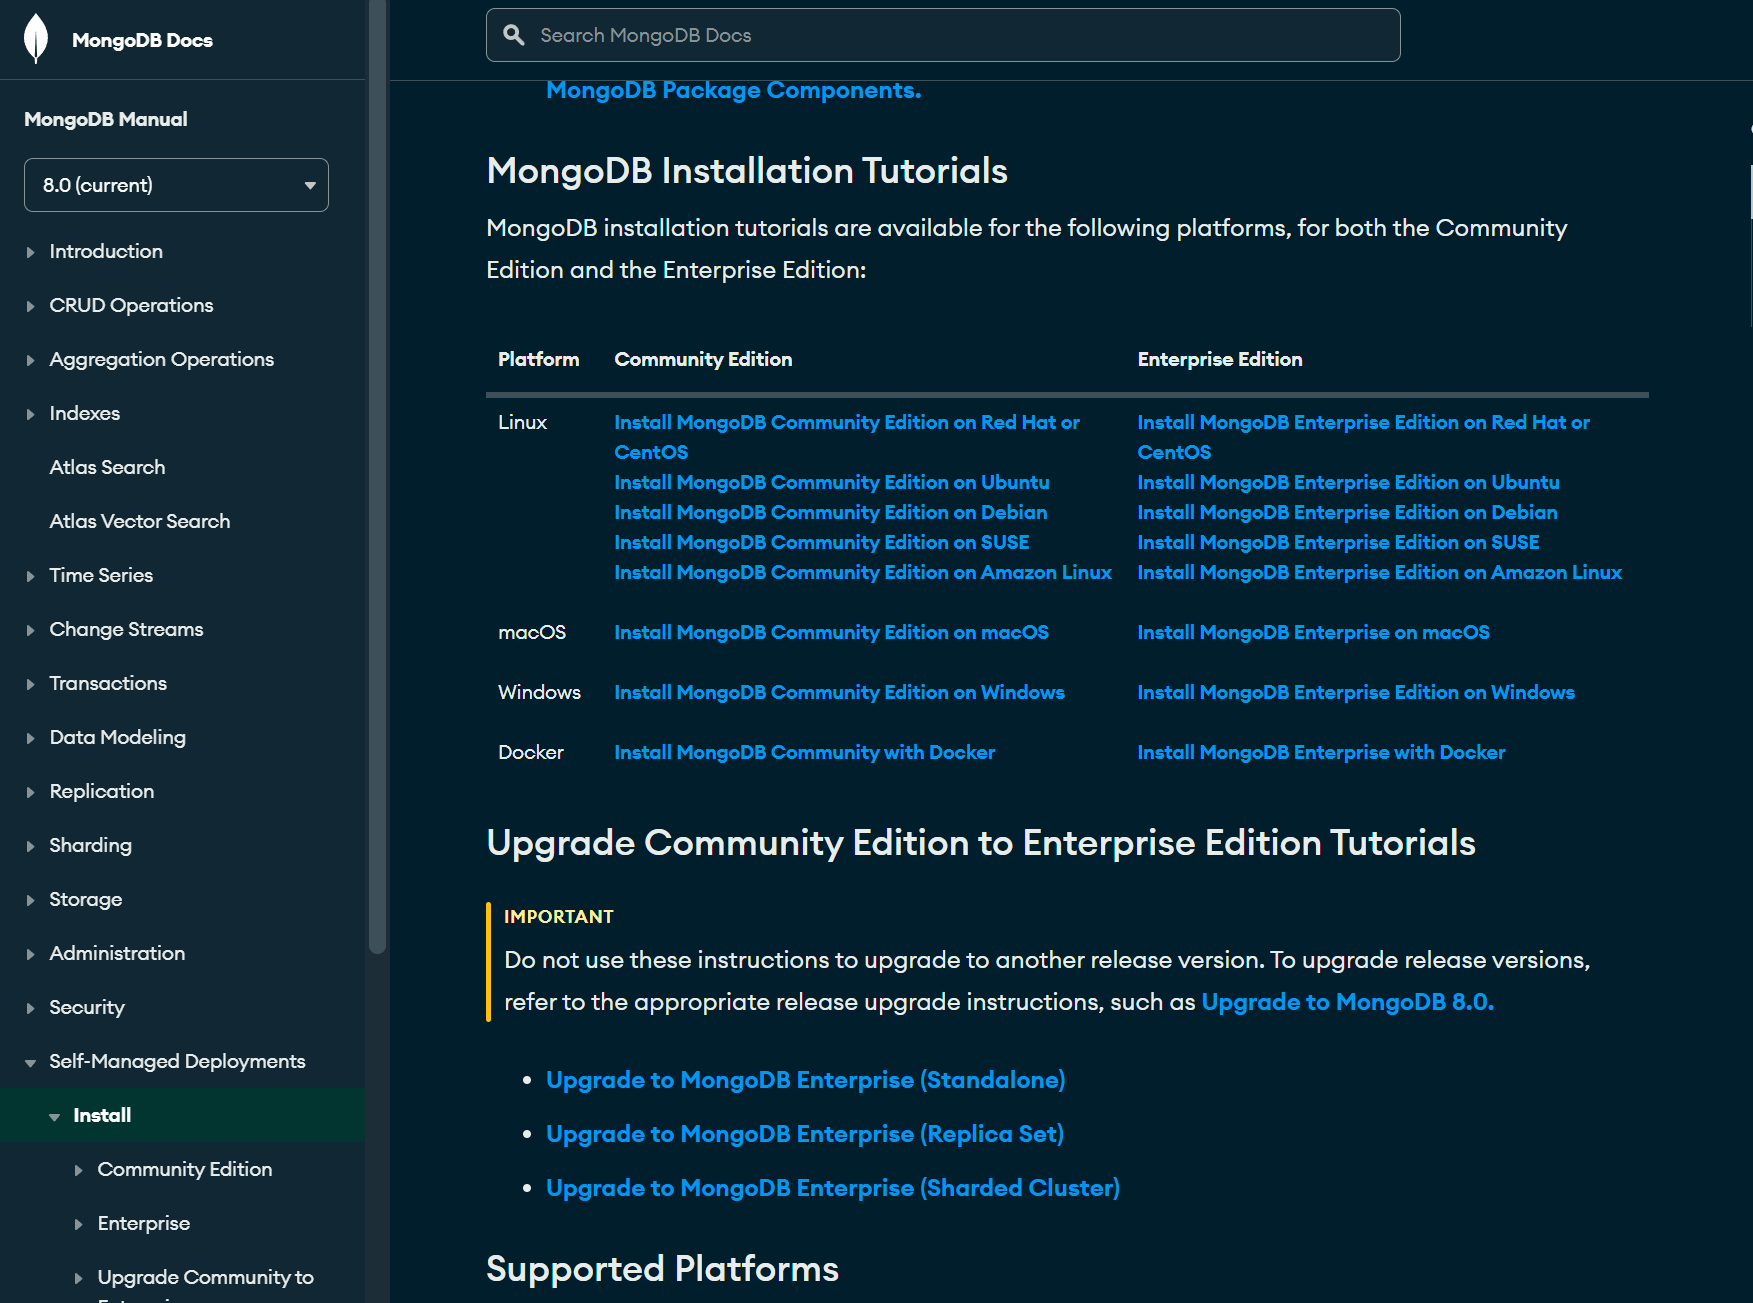 MongoDB Docs
Search MongoDB Docs
MongoDB Manual
8.0 (current)
Introduction
CRUD Operations
Aggregation Operations
Indexes
Atlas Search
Atlas Vector Search
Time Series
Change Streams
Transactions
Data Modeling
Replication
Sharding
Storage
Administration
Security
Self-Managed Deployments
Install
Community Edition
Enterprise
Upgrade Community to
MongoDB Package Components.
MongoDB Installation Tutorials
MongoDB installation tutorials are available for the following platforms, for both the Community
Edition and the Enterprise Edition:
Platform Community Edition Enterprise Edition
Linux Install MongoDB Community Edition on Red Hat or Install MongoDB Enterprise Edition on Red Hat or
CentOS CentOS
Install MongoDB Community Edition on Ubuntu Install MongoDB Enterprise Edition on Ubuntu
Install MongoDB Community Edition on Debian Install MongoDB Enterprise Edition on Debian
Install MongoDB Community Edition on SUSE Install MongoDB Enterprise Edition on SUSE
Install MongoDB Community Edition on Amazon Linux Install MongoDB Enterprise Edition on Amazon Linux
macOS Install MongoDB Community Edition on macOS Install MongoDB Enterprise on macOS
Windows Install MongoDB Community Edition on Windows Install MongoDB Enterprise Edition on Windows
Docker Install MongoDB Community with Docker Install MongoDB Enterprise with Docker
Upgrade Community Edition to Enterprise Edition Tutorials
IMPORTANT
Do not use these instructions to upgrade to another release version. To upgrade release versions,
refer to the appropriate release upgrade instructions, such as Upgrade to MongoDB 8.0.
• Upgrade to MongoDB Enterprise (Standalone)
• Upgrade to MongoDB Enterprise (Replica Set)
• Upgrade to MongoDB Enterprise (Sharded Cluster)
Supported Platforms